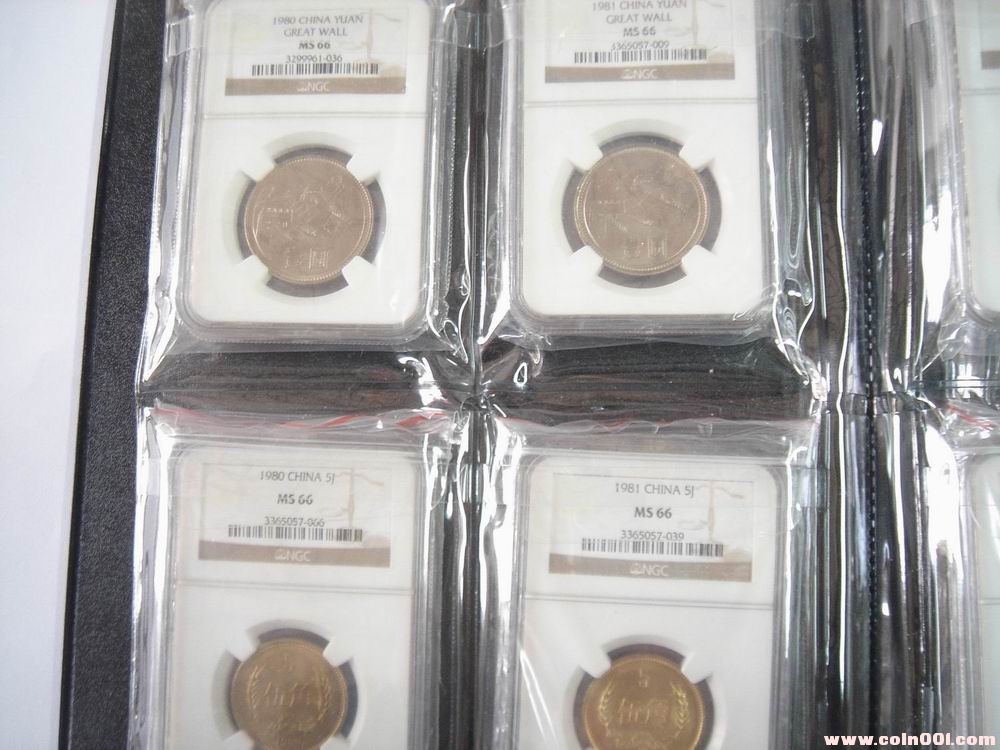 1980 CHINA YUAN
GREAT WALL
MS 66
3299961-036
NGC
1981 CHINA YUAN
GREAT WALL
MS 66
3365057-009
NGC
壹圆
1980 CHINA 5J
MS 66
3365057-066
NGC
1981 CHINA 5J
MS 66
3365057-039
NGC
www.coin001.com